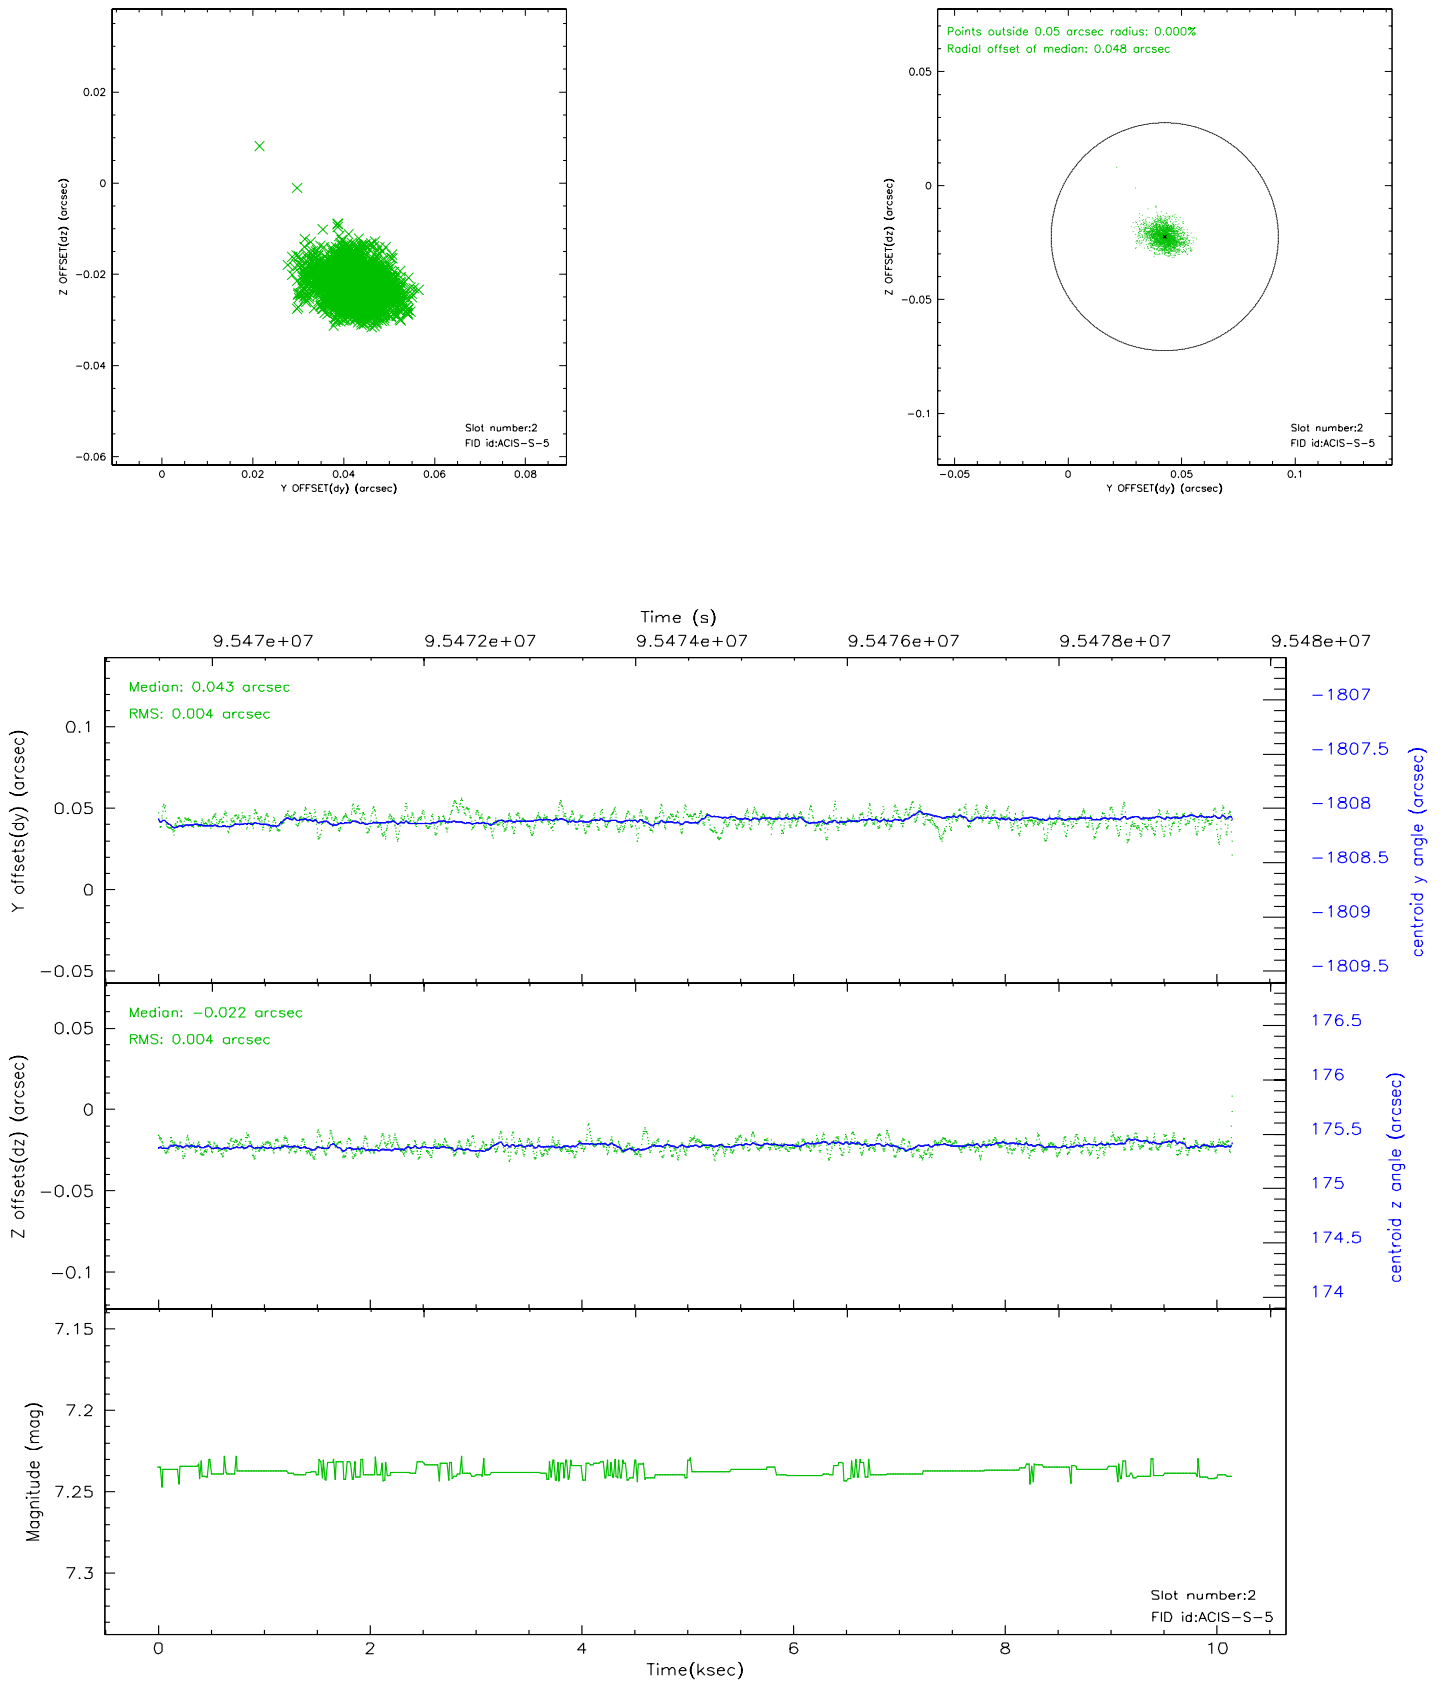 0.02
0
-0.02
-0.04
-0.06
Z OFFSET(dz) (arcsec)
Slot number:2
FID id:ACIS-S-5
0
0.02
0.04
0.06
0.08
Y OFFSET(dy) (arcsec)
Points outside 0.05 arcsec radius: 0.000%
Radial offset of median: 0.048 arcsec
0.05
0
-0.05
-0.1
Z OFFSET(dz) (arcsec)
Slot number:2
FID id:ACIS-S-5
-0.05
0
0.05
0.1
Y OFFSET(dy) (arcsec)
Time (s)
9.547e+07
9.5472e+07
9.5474e+07
9.5476e+07
9.5478e+07
9.548e+07
Median: 0.043 arcsec
RMS: 0.004 arcsec
0.1
0.05
0
-0.05
Y offsets(dy) (arcsec)
-1807
-1807.5
-1808
-1808.5
-1809
-1809.5
centroid y angle (arcsec)
Median: -0.022 arcsec
RMS: 0.004 arcsec
0.05
0
-0.05
-0.1
Z offsets(dz) (arcsec)
176.5
176
175.5
175
174.5
174
centroid z angle (arcsec)
7.15
7.2
7.25
7.3
Magnitude (mag)
Slot number:2
FID id:ACIS-S-5
0
2
4
6
8
10
Time(ksec)